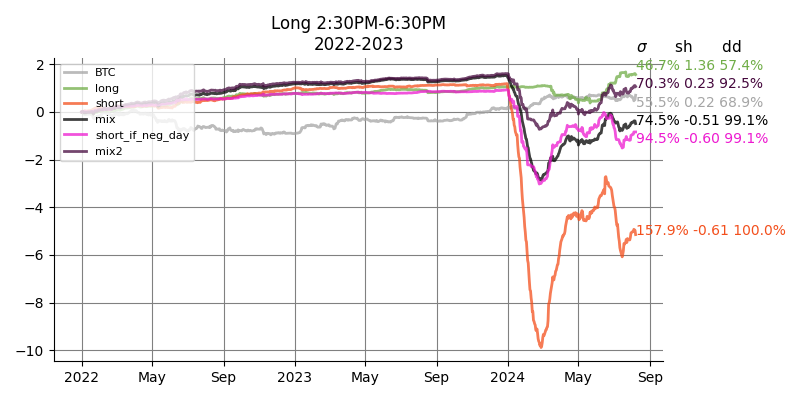 Long 2:30PM-6:30PM
2022-2023
σ sh dd
46.7% 1.36 57.4%
70.3% 0.23 92.5%
55.5% 0.22 68.9%
74.5% -0.51 99.1%
94.5% -0.60 99.1%
157.9% -0.61 100.0%
BTC
long
short
mix
short_if_neg_day
mix2
2
0
−2
−4
−6
−8
−10
2022 May Sep 2023 May Sep 2024 May Sep